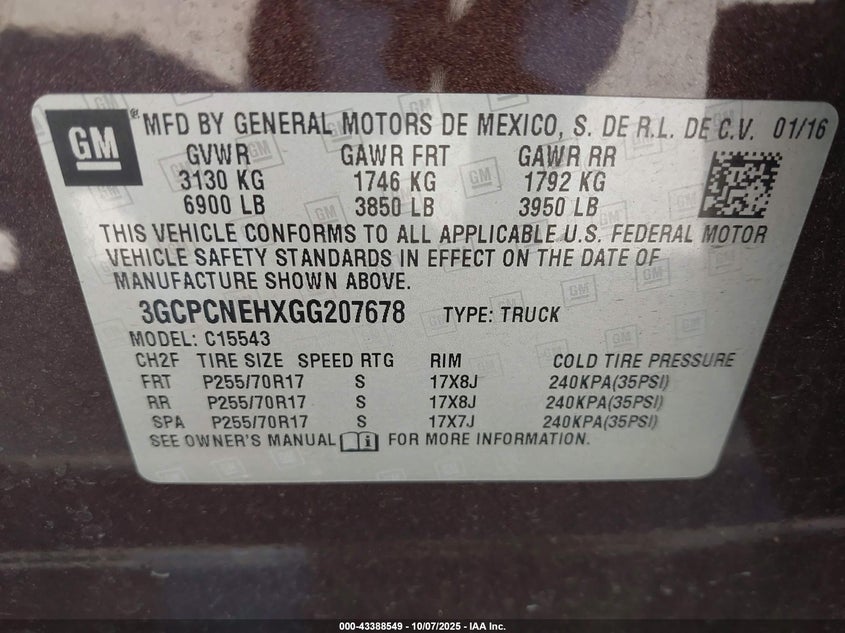 GM
® MFD BY GENERAL MOTORS DE MEXICO, S. DE R.L. DE C.V. 01/16
GVWR GAWR FRT GAWR RR
3130 KG 1746 KG 1792 KG
6900 LB 3850 LB 3950 LB
THIS VEHICLE CONFORMS TO ALL APPLICABLE U.S. FEDERAL MOTOR
VEHICLE SAFETY STANDARDS IN EFFECT ON THE DATE OF
MANUFACTURE SHOWN ABOVE.
3GCPCNEHXGG207678 TYPE: TRUCK
MODEL: C15543
CH2F TIRE SIZE SPEED RTG RIM COLD TIRE PRESSURE
FRT P255/70R17 S 17X8J 240KPA(35PSI)
RR P255/70R17 S 17X8J 240KPA(35PSI)
SPA P255/70R17 S 17X7J 240KPA(35PSI)
SEE OWNER'S MANUAL FOR MORE INFORMATION.
000-43388549 - 10/07/2025 - IAA Inc.